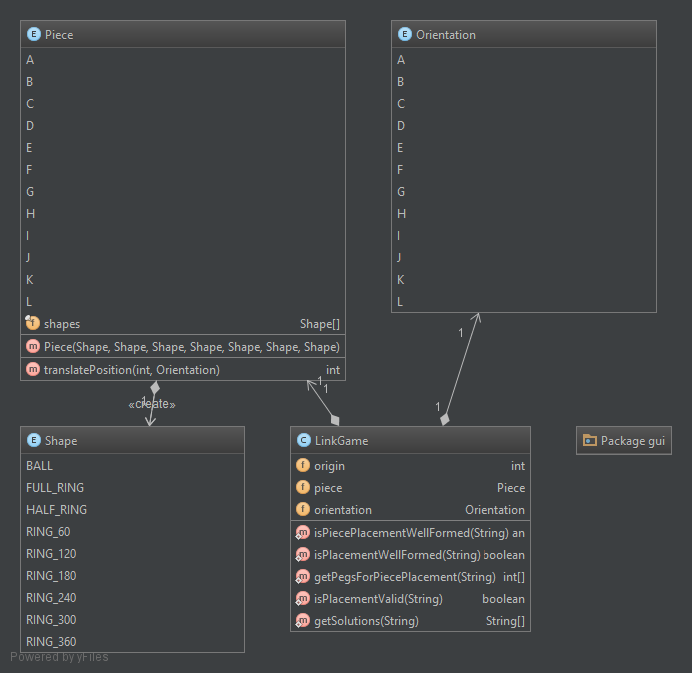 E Piece
A
B
C
D
E
F
G
H
I
J
K
L
f shapes Shape[]
m Piece(Shape, Shape, Shape, Shape, Shape, Shape, Shape)
m translatePosition(int, Orientation) int
E Orientation
A
B
C
D
E
F
G
H
I
J
K
L
1
1
1
1
1
«create»
E Shape
BALL
FULL_RING
HALF_RING
RING_60
RING_120
RING_180
RING_240
RING_300
RING_360
C LinkGame
f origin int
f piece Piece
f orientation Orientation
m isPiecePlacementWellFormed(String) an
m isPlacementWellFormed(String) boolean
m getPegsForPiecePlacement(String) int[]
m isPlacementValid(String) boolean
m getSolutions(String) String[]
Package gui
Powered by yFiles